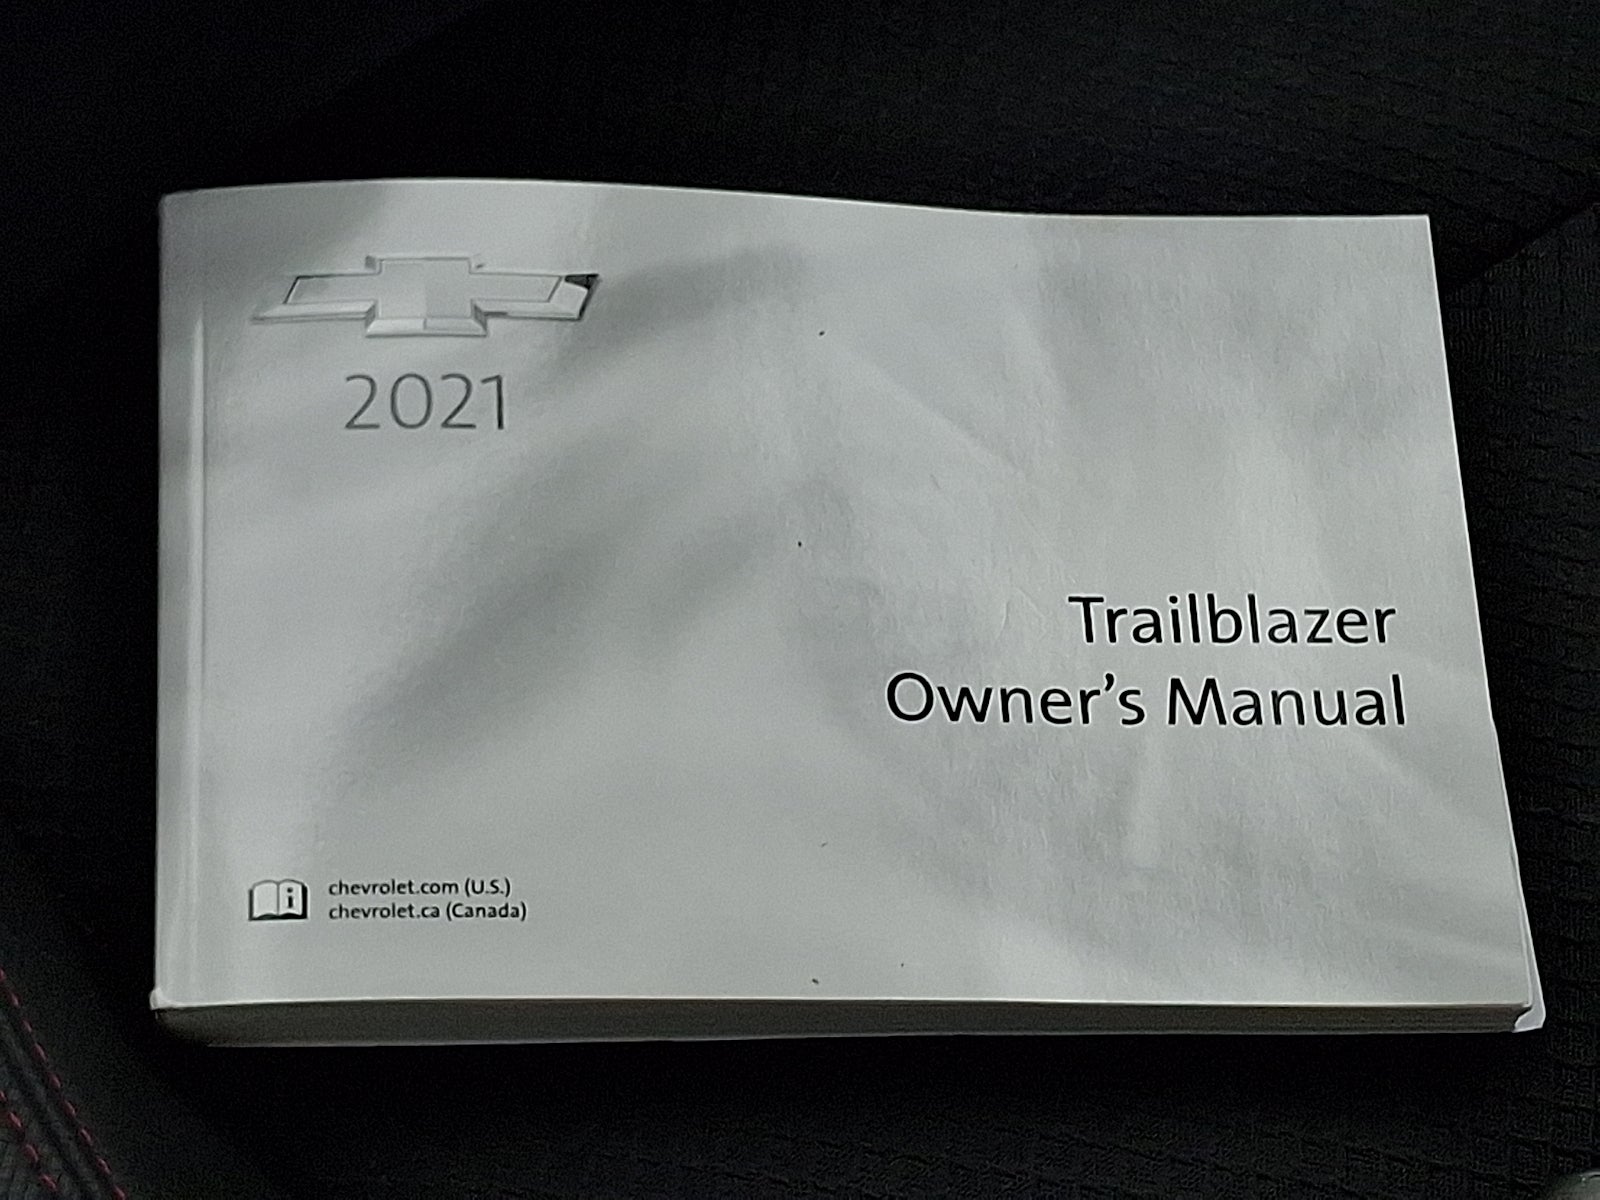 2021
Trailblazer
Owner's Manual
chevrolet.com (U.S.)
chevrolet.ca (Canada)